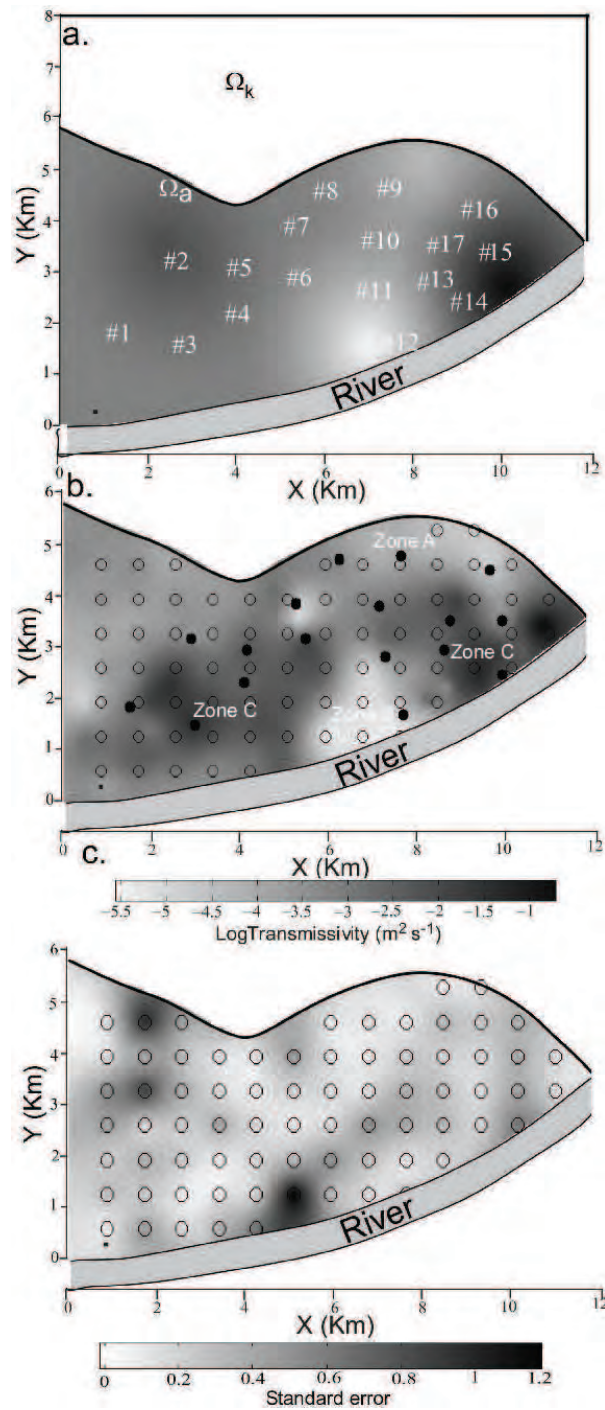 a.
8
7
6
5
4
3
2
1
0
Y (Km)
Ωk
Ωa
#1
#2
#3
#4
#5
#6
#7
#8
#9
#10
#11
#12
#13
#14
#15
#16
#17
River
2 4 6 8 10 12
X (Km)
b.
6
5
4
3
2
1
0
Y (Km)
Zone A
Zone C
Zone C
Zone
River
0 2 4 6 8 10 12
X (Km)
c.
−5.5 −5 −4.5 −4 −3.5 −3 −2.5 −2 −1.5 −1
LogTransmissivity (m² s⁻¹)
6
5
4
3
2
1
0
Y (Km)
River
0 2 4 6 8 10 12
X (Km)
0 0.2 0.4 0.6 0.8 1 1.2
Standard error